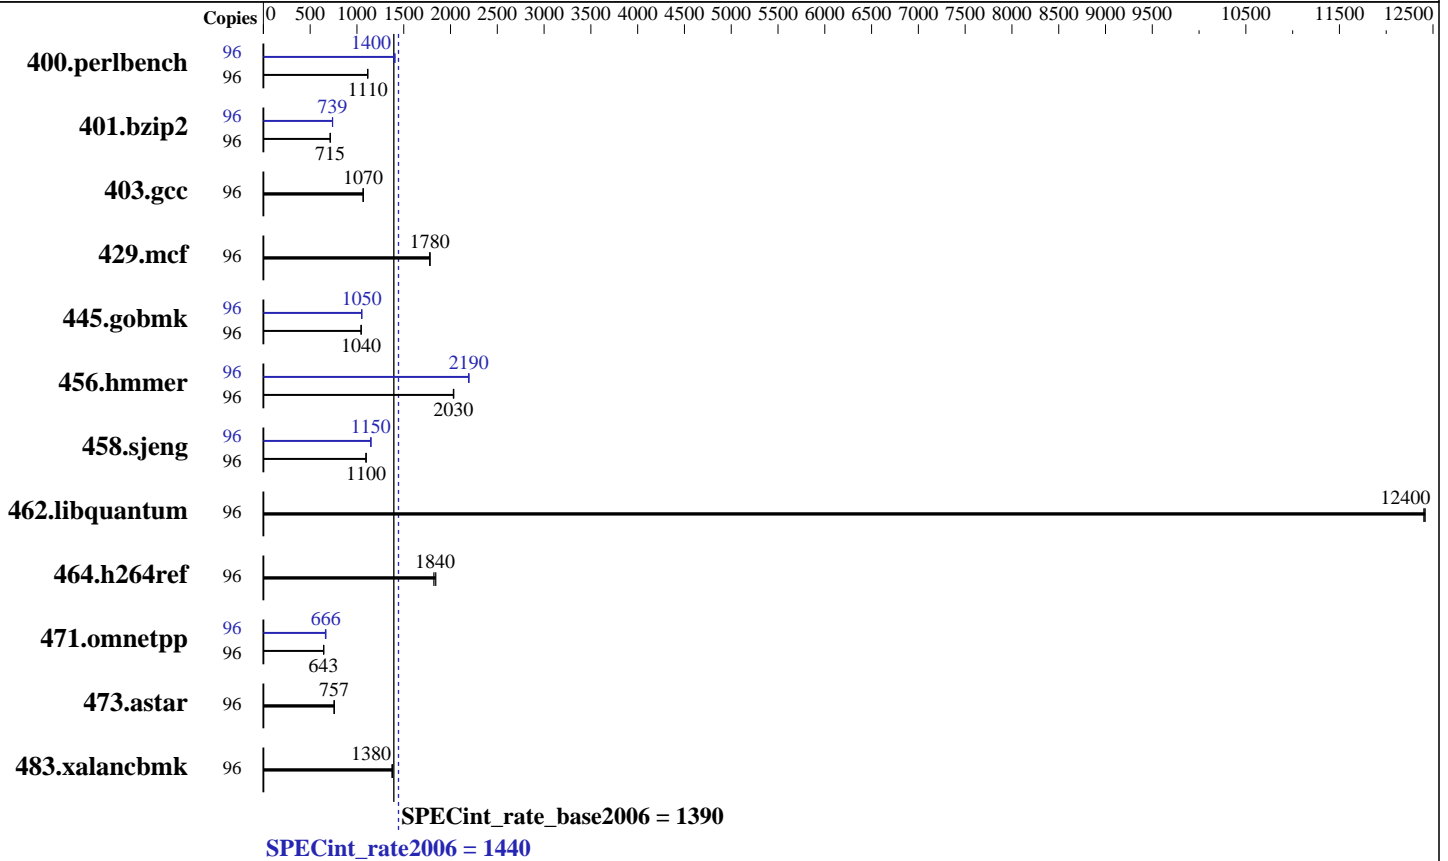 Copies 0 500 1000 1500 2000 2500 3000 3500 4000 4500 5000 5500 6000 6500 7000 7500 8000 8500 9000 9500 10500 11500 12500
400.perlbench 96 1400
96 1110
401.bzip2 96 739
96 715
403.gcc 96 1070
429.mcf 96 1780
445.gobmk 96 1050
96 1040
456.hmmer 96 2190
96 2030
458.sjeng 96 1150
96 1100
462.libquantum 96 12400
464.h264ref 96 1840
471.omnetpp 96 666
96 643
473.astar 96 757
483.xalancbmk 96 1380
SPECint_rate_base2006 = 1390
SPECint_rate2006 = 1440